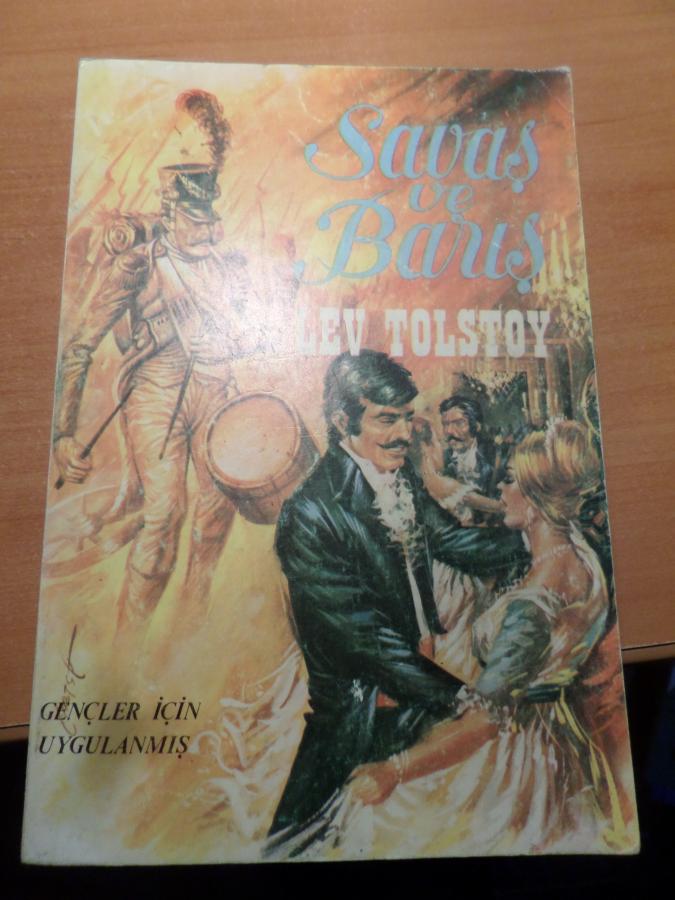 Savaş
ve
Barış
LEV TOLSTOY
GENÇLER İÇİN
UYGULANMIŞ